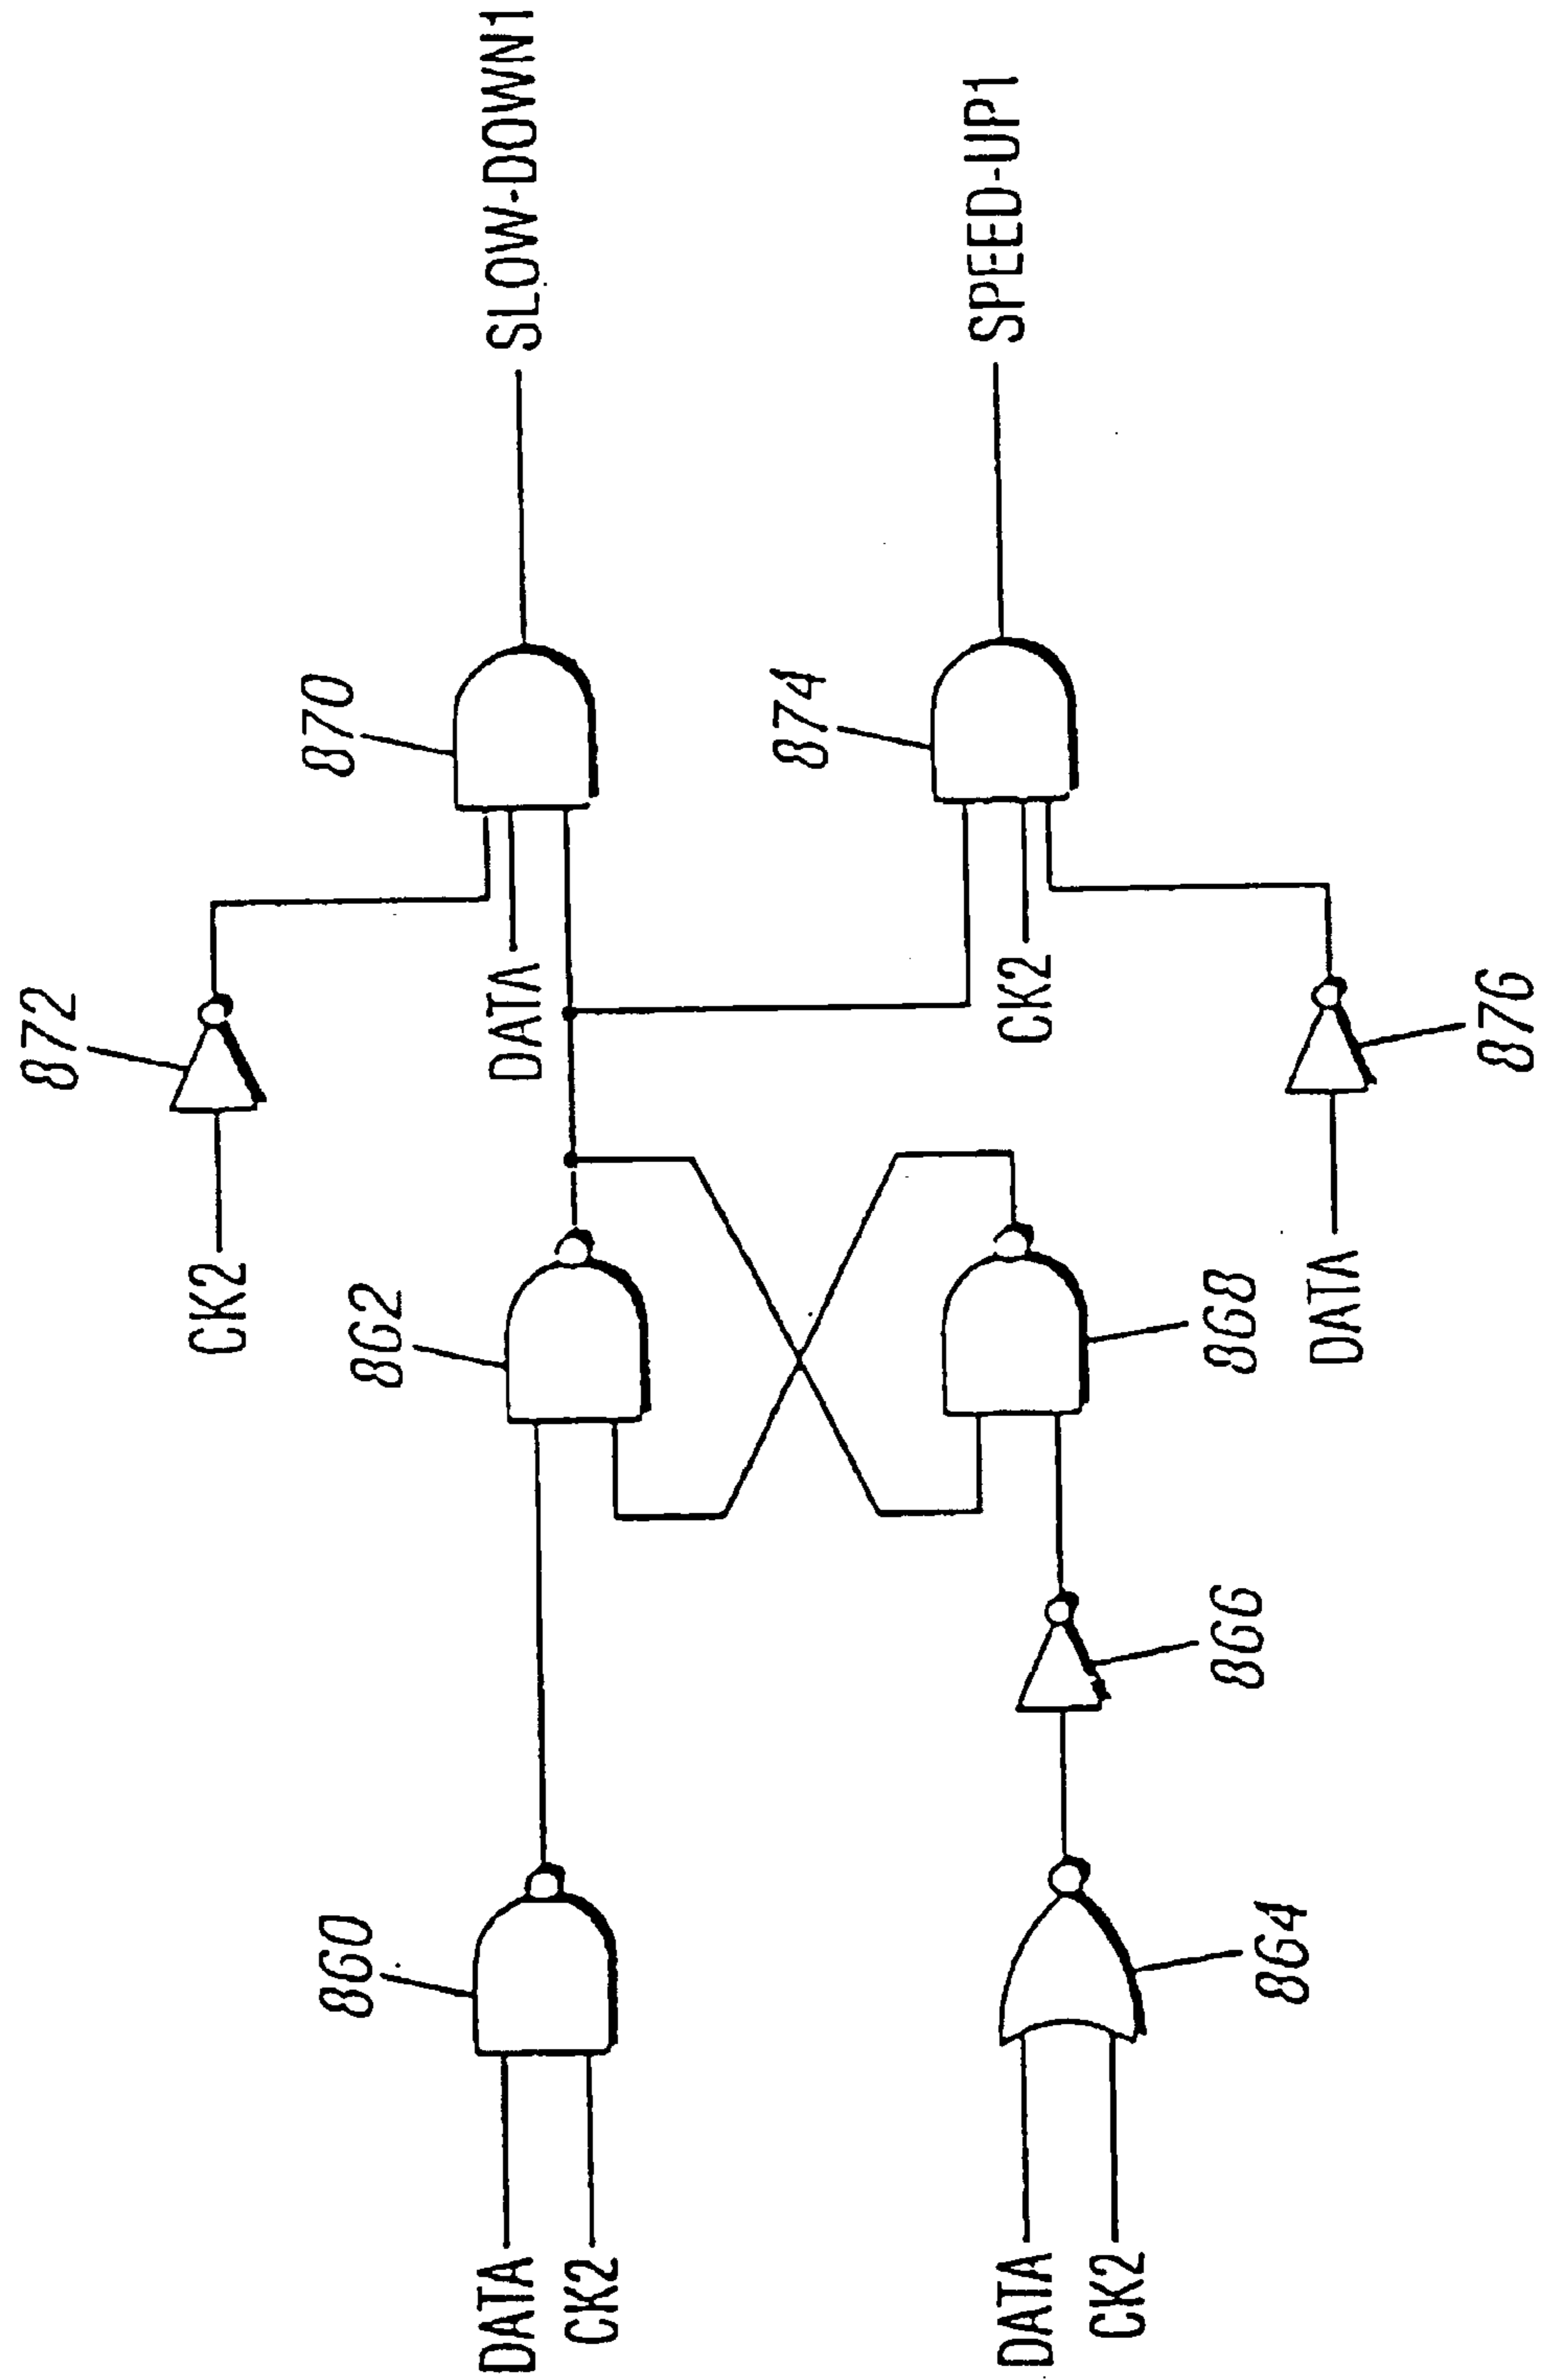 872
CK2
870
SLOW-DOWN1
DATA
862
860
DATA
CK2
874
SPEED-UP1
CK2
868
866
864
DATA
CK2
DATA
876